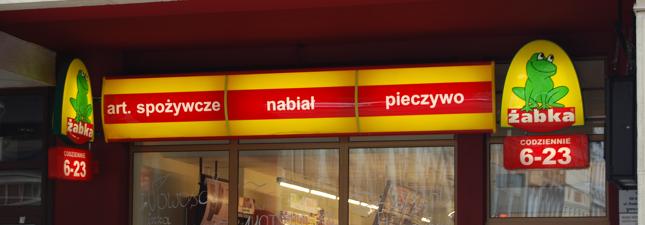 art. spożywcze
nabiał
pieczywo
żabka
CODZIENNIE
6-23
żabka
CODZIENNIE
6-23